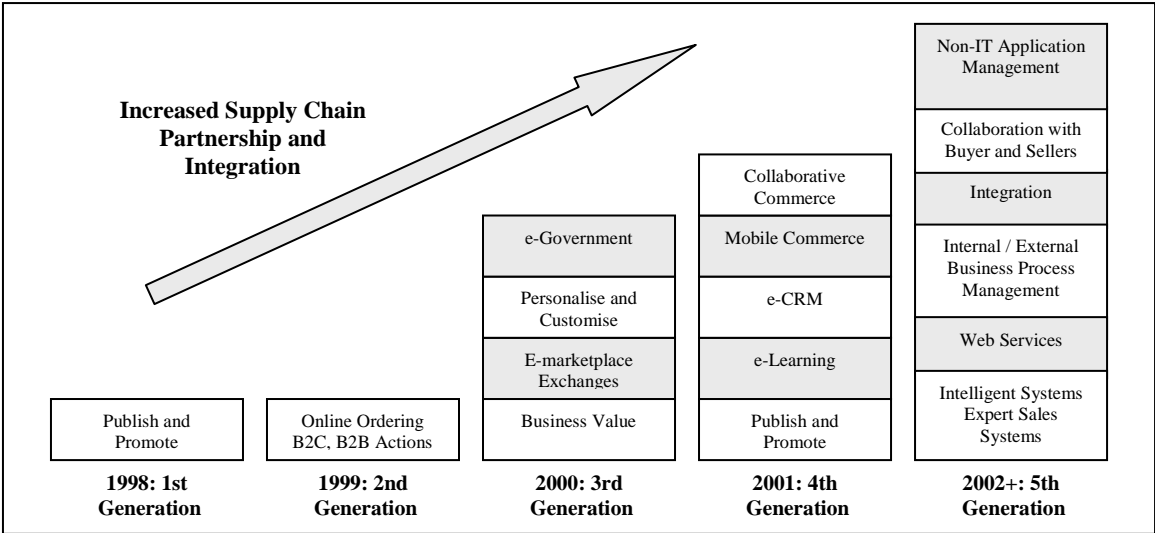 Increased Supply Chain
Partnership and
Integration
Publish and
Promote
1998: 1st
Generation
Online Ordering
B2C, B2B Actions
1999: 2nd
Generation
e-Government
Personalise and
Customise
E-marketplace
Exchanges
Business Value
2000: 3rd
Generation
Collaborative
Commerce
Mobile Commerce
e-CRM
e-Learning
Publish and
Promote
2001: 4th
Generation
Non-IT Application
Management
Collaboration with
Buyer and Sellers
Integration
Internal / External
Business Process
Management
Web Services
Intelligent Systems
Expert Sales
Systems
2002+: 5th
Generation